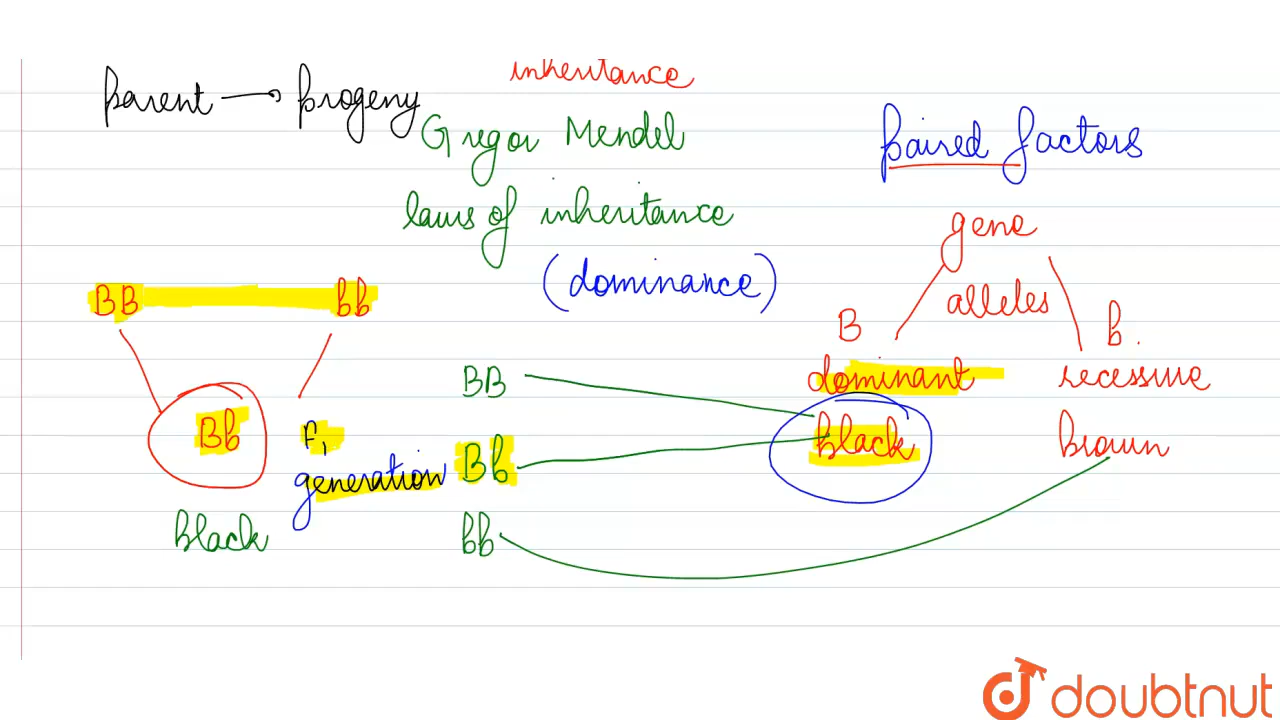 inheritance
parent → progeny
Gregor Mendel
laws of inheritance
(dominance)
paired factors
gene
alleles
B b.
dominant recessive
black brown
BB bb
Bb F1
generation
black
BB
Bb
bb
doubtnut